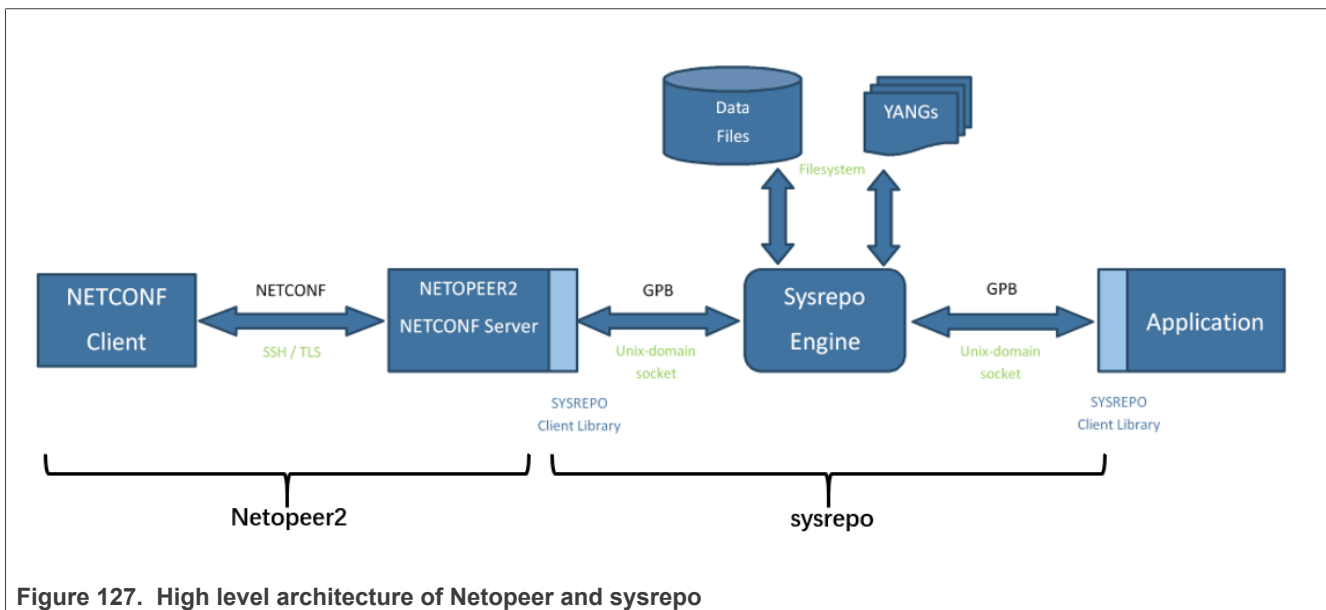 Data
Files
YANGs
Filesystem
NETCONF
Client
NETCONF
SSH / TLS
NETOPEER2
NETCONF Server
GPB
Unix-domain
socket
Sysrepo
Engine
GPB
Unix-domain
socket
Application
SYSREPO
Client Library
SYSREPO
Client Library
Netopeer2
sysrepo
Figure 127. High level architecture of Netopeer and sysrepo